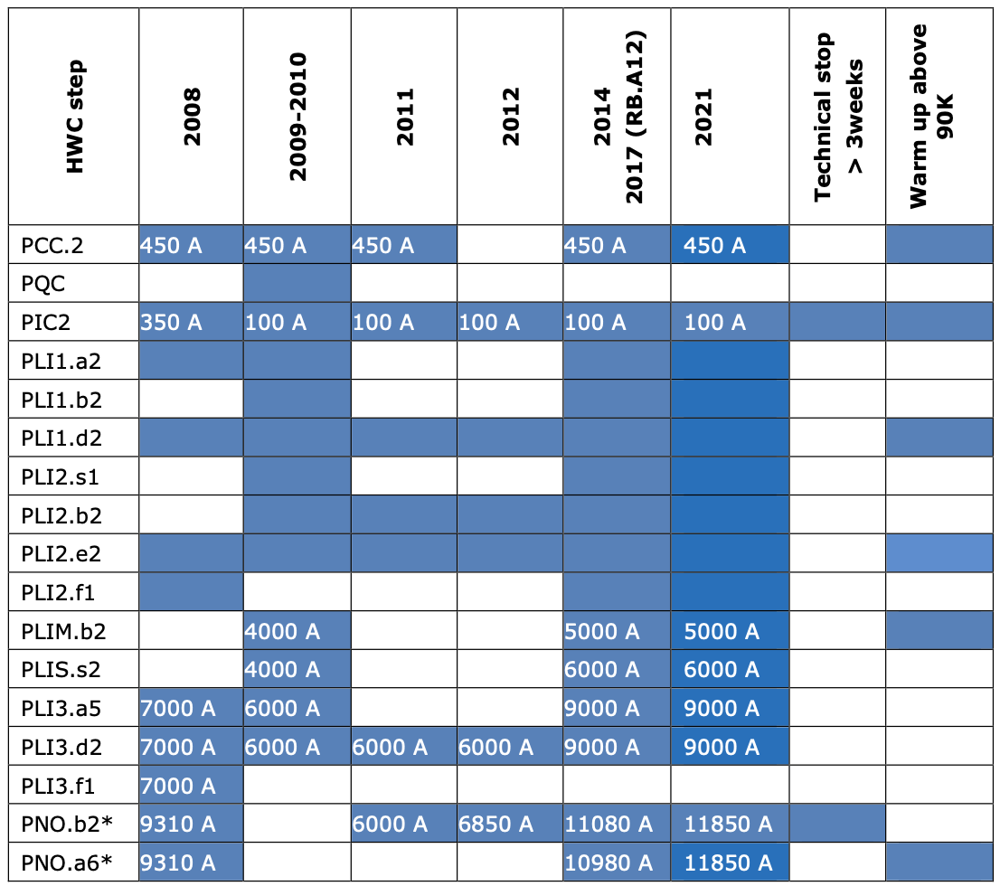 HWC step 2008 2009-2010 2011 2012 2014 2017 (RB.A12) 2021 Technical stop > 3weeks Warm up above 90K
PCC.2 450 A 450 A 450 A 450 A 450 A
PQC
PIC2 350 A 100 A 100 A 100 A 100 A 100 A
PLI1.a2
PLI1.b2
PLI1.d2
PLI2.s1
PLI2.b2
PLI2.e2
PLI2.f1
PLIM.b2 4000 A 5000 A 5000 A
PLIS.s2 4000 A 6000 A 6000 A
PLI3.a5 7000 A 6000 A 9000 A 9000 A
PLI3.d2 7000 A 6000 A 6000 A 6000 A 9000 A 9000 A
PLI3.f1 7000 A
PNO.b2* 9310 A 6000 A 6850 A 11080 A 11850 A
PNO.a6* 9310 A 10980 A 11850 A